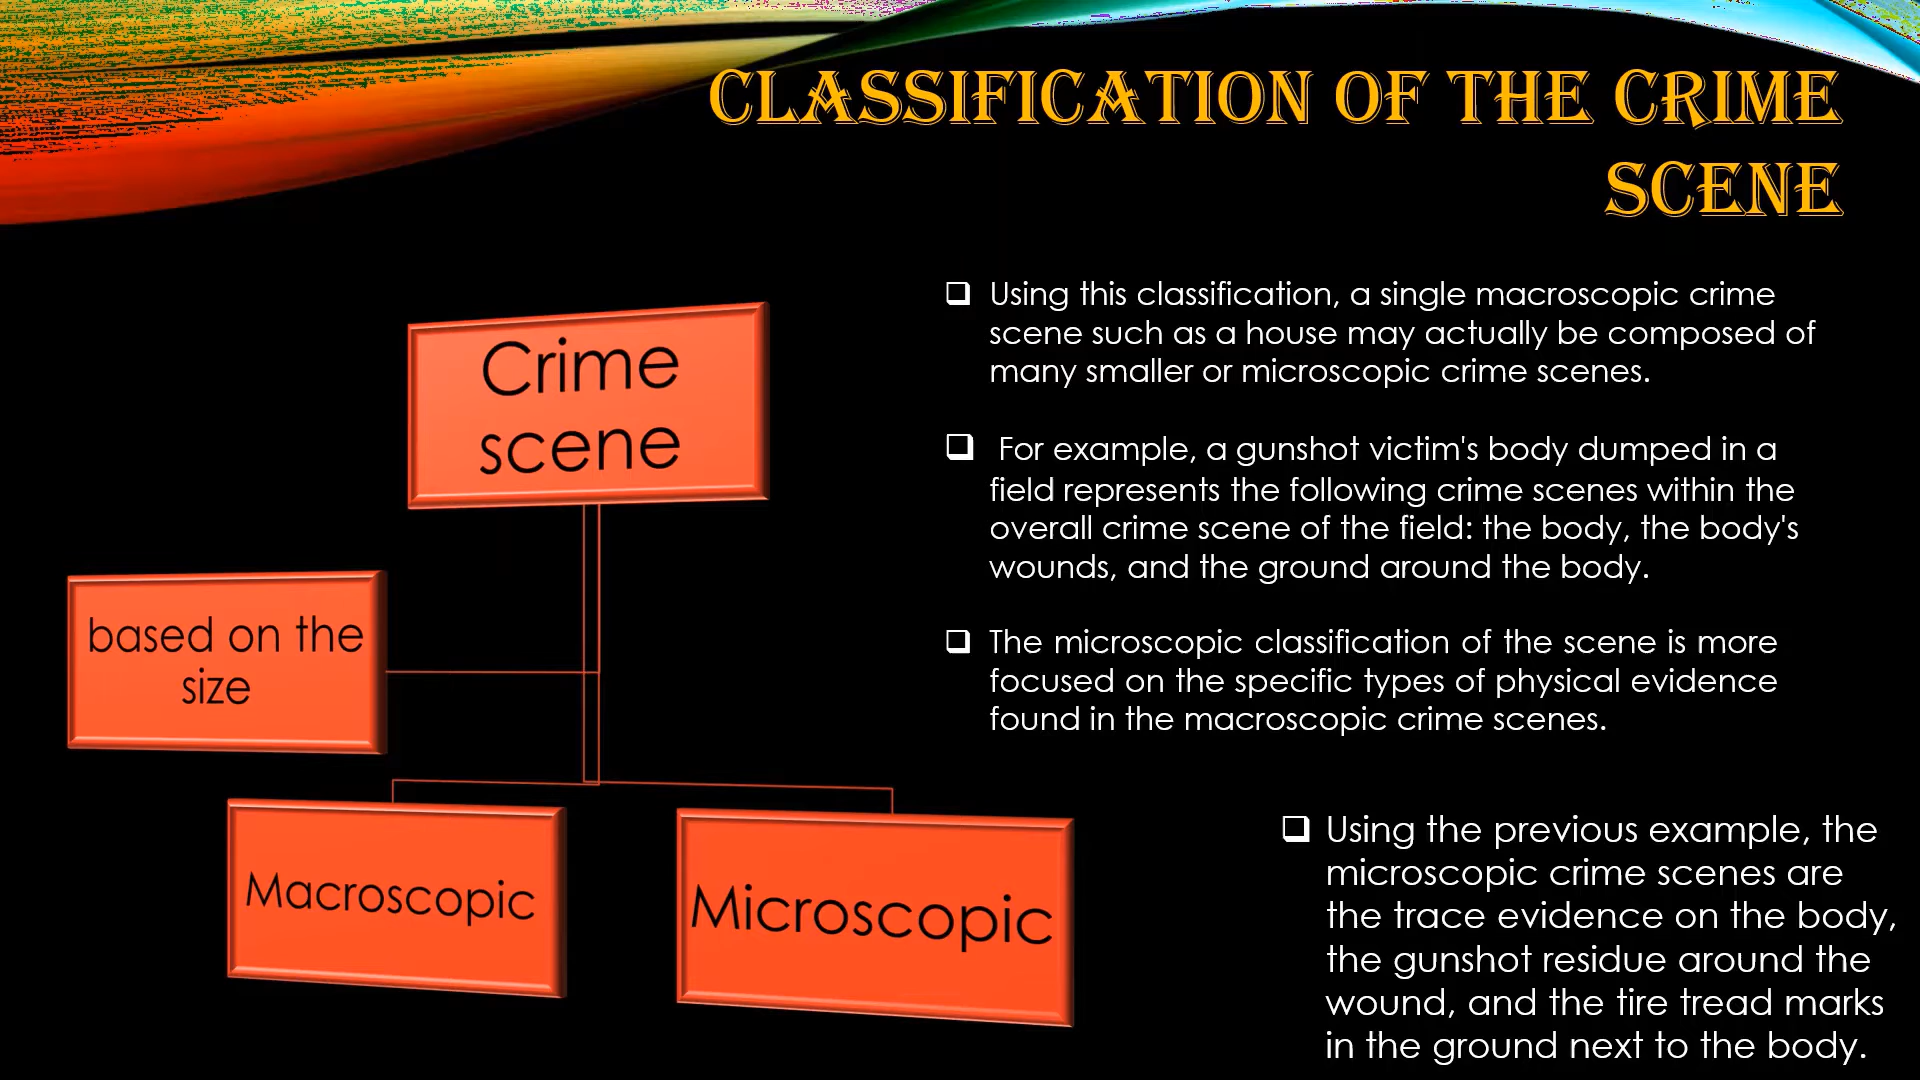 CLASSIFICATION OF THE CRIME
SCENE
Crime
scene
based on the
size
Macroscopic
Microscopic
Using this classification, a single macroscopic crime
scene such as a house may actually be composed of
many smaller or microscopic crime scenes.
For example, a gunshot victim's body dumped in a
field represents the following crime scenes within the
overall crime scene of the field: the body, the body's
wounds, and the ground around the body.
The microscopic classification of the scene is more
focused on the specific types of physical evidence
found in the macroscopic crime scenes.
Using the previous example, the
microscopic crime scenes are
the trace evidence on the body,
the gunshot residue around the
wound, and the tire tread marks
in the ground next to the body.